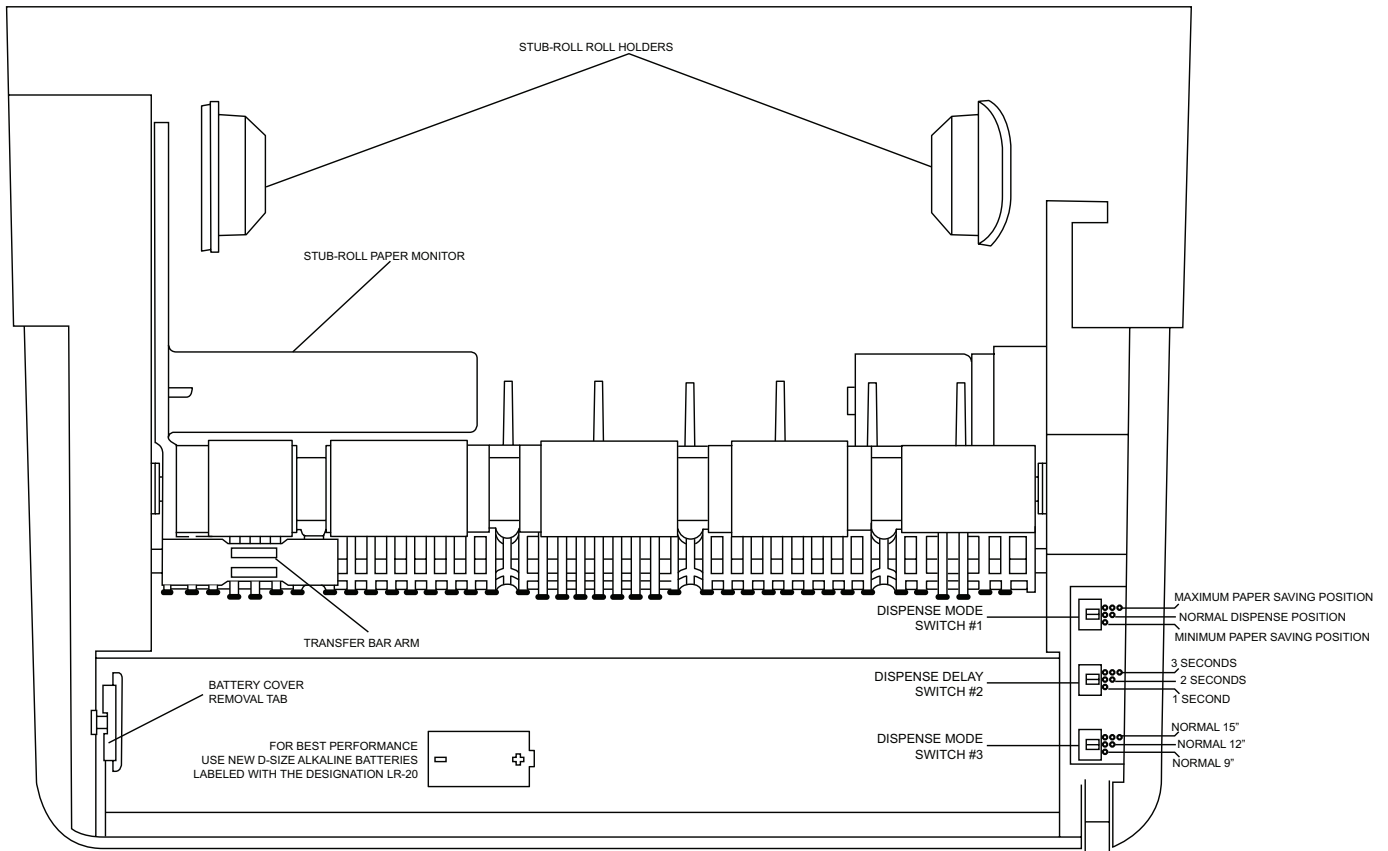 STUB-ROLL ROLL HOLDERS
STUB-ROLL PAPER MONITOR
TRANSFER BAR ARM
DISPENSE MODE
SWITCH #1
MAXIMUM PAPER SAVING POSITION
NORMAL DISPENSE POSITION
MINIMUM PAPER SAVING POSITION
DISPENSE DELAY
SWITCH #2
3 SECONDS
2 SECONDS
1 SECOND
DISPENSE MODE
SWITCH #3
NORMAL 15"
NORMAL 12"
NORMAL 9"
BATTERY COVER
REMOVAL TAB
FOR BEST PERFORMANCE
USE NEW D-SIZE ALKALINE BATTERIES
LABELED WITH THE DESIGNATION LR-20